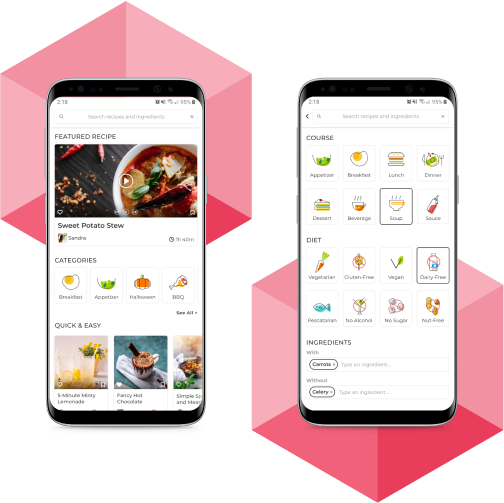 2:18
95%
Search recipes and ingredients
FEATURED RECIPE
Sweet Potato Stew
Sandra
1h 40m
CATEGORIES
Breakfast
Appetizer
Halloween
BBQ
See All >
QUICK & EASY
5-Minute Minty
Lemonade
Fancy Hot
Chocolate
Simple Sp
and Meat
2:18
93%
Search recipes and ingredients
COURSE
Appetizer
Breakfast
Lunch
Dinner
Dessert
Beverage
Soup
Sauce
DIET
Vegetarian
Gluten-Free
Vegan
Dairy-Free
Pescatarian
No Alcohol
No Sugar
Nut-Free
INGREDIENTS
With
Carrots × Type an ingredient...
Without
Celery × Type an ingredient...